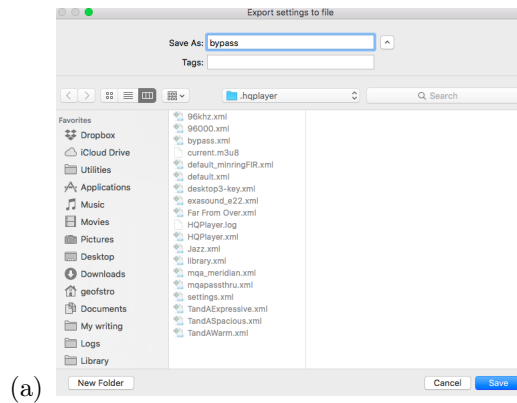 Export settings to file
Save As: bypass
Tags:
.hqplayer
Search
Favorites
Dropbox
iCloud Drive
Utilities
Applications
Music
Movies
Pictures
Desktop
Downloads
geofstro
Documents
My writing
Logs
Library
96khz.xml
96000.xml
bypass.xml
current.m3u8
default_minringFIR.xml
default.xml
desktop3-key.xml
exasound_e22.xml
Far From Over.xml
HQPlayer.log
HQPlayer.xml
Jazz.xml
library.xml
mqa_meridian.xml
mqapassthru.xml
settings.xml
TandAExpressive.xml
TandASpacious.xml
TandAWarm.xml
New Folder
Cancel
Save
(a)